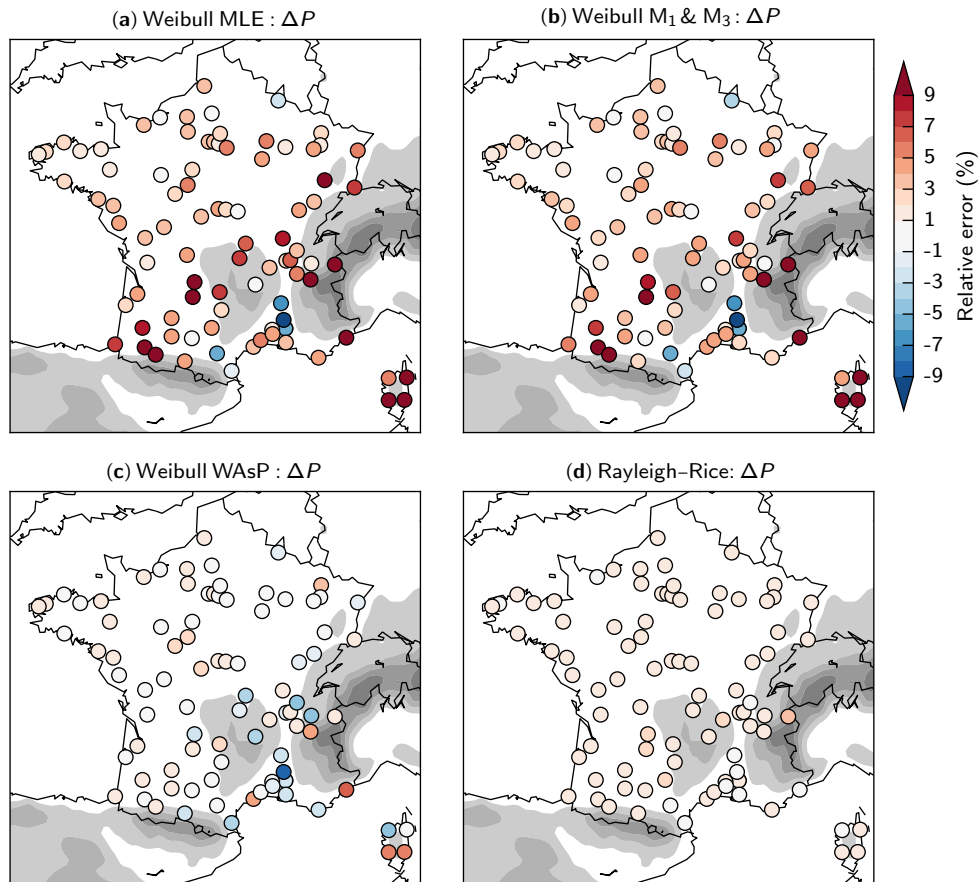 (a) Weibull MLE : ΔP
(b) Weibull M₁ & M₃ : ΔP
9
7
5
3
1
-1
-3
-5
-7
-9
Relative error (%)
(c) Weibull WAsP : ΔP
(d) Rayleigh–Rice: ΔP